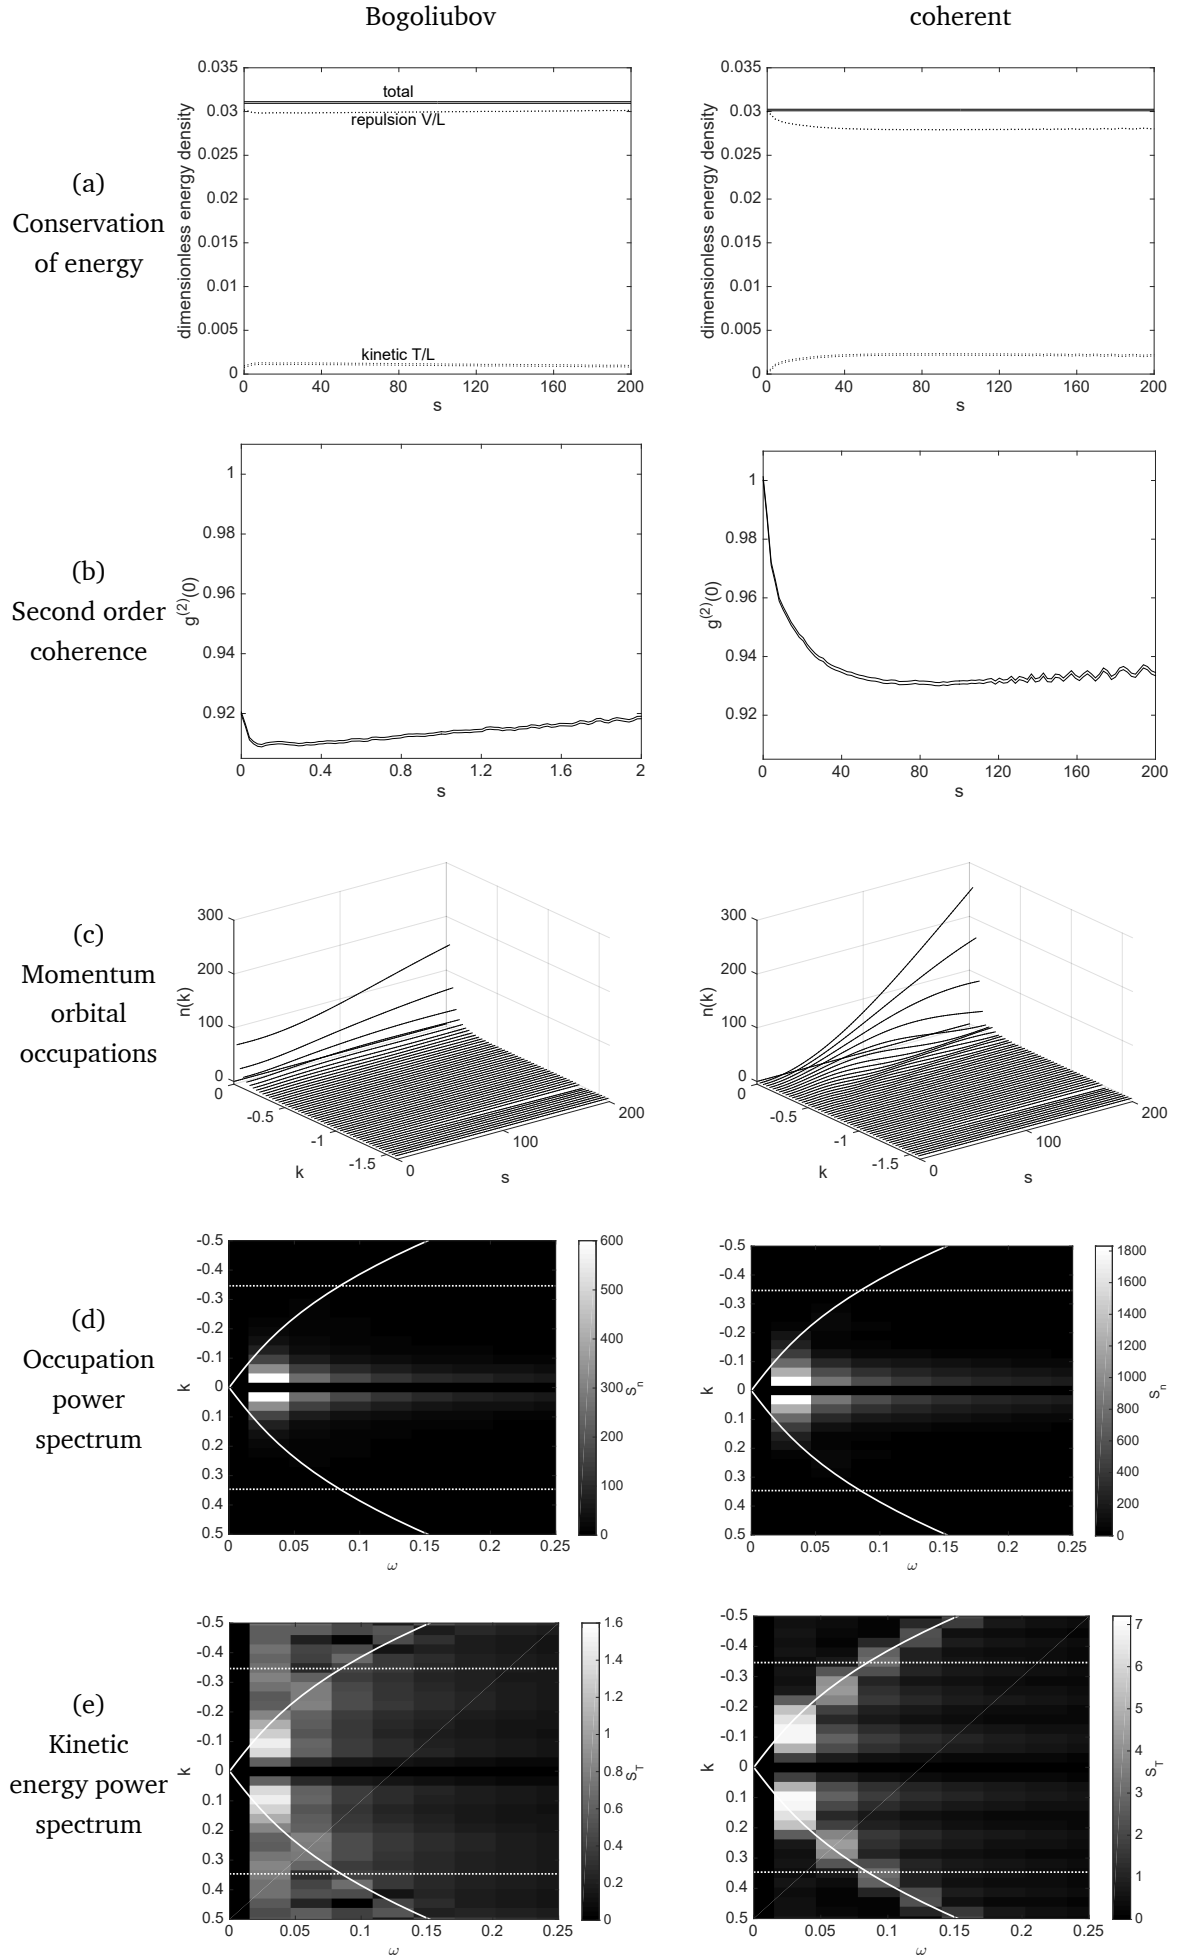 Bogoliubov
coherent
(a)
Conservation
of energy
dimensionless energy density
0.035
0.03
0.025
0.02
0.015
0.01
0.005
0
total
repulsion V/L
kinetic T/L
0 40 80 120 160 200
s
dimensionless energy density
0.035
0.03
0.025
0.02
0.015
0.01
0.005
0
0 40 80 120 160 200
s
(b)
Second order
coherence
g(2)(0)
1
0.98
0.96
0.94
0.92
0 0.4 0.8 1.2 1.6 2
s
g(2)(0)
1
0.98
0.96
0.94
0.92
0 40 80 120 160 200
s
(c)
Momentum
orbital
occupations
n(k)
300
200
100
0
0
-0.5
-1
-1.5
k
0
100
200
s
n(k)
300
200
100
0
0
-0.5
-1
-1.5
k
0
100
200
s
(d)
Occupation
power
spectrum
k
-0.5
-0.4
-0.3
-0.2
-0.1
0
0.1
0.2
0.3
0.4
0.5
0 0.05 0.1 0.15 0.2 0.25
ω
600
500
400
300
200
100
0
Sn
k
-0.5
-0.4
-0.3
-0.2
-0.1
0
0.1
0.2
0.3
0.4
0.5
0 0.05 0.1 0.15 0.2 0.25
ω
1800
1600
1400
1200
1000
800
600
400
200
0
Sn
(e)
Kinetic
energy power
spectrum
k
-0.5
-0.4
-0.3
-0.2
-0.1
0
0.1
0.2
0.3
0.4
0.5
0 0.05 0.1 0.15 0.2 0.25
ω
1.6
1.4
1.2
1
0.8
0.6
0.4
0.2
0
ST
k
-0.5
-0.4
-0.3
-0.2
-0.1
0
0.1
0.2
0.3
0.4
0.5
0 0.05 0.1 0.15 0.2 0.25
ω
7
6
5
4
3
2
1
0
ST